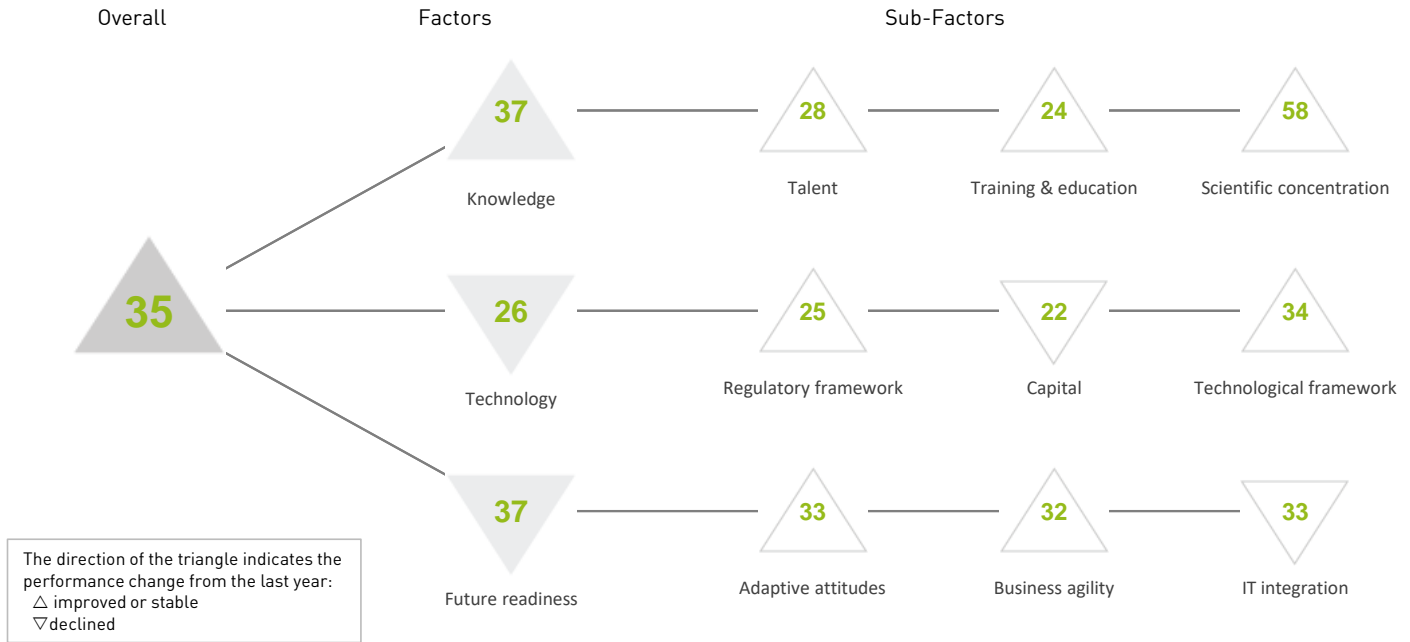 Overall
Factors
Sub-Factors
37
28
24
58
Knowledge
Talent
Training & education
Scientific concentration
35
26
25
22
34
Technology
Regulatory framework
Capital
Technological framework
37
33
32
33
Future readiness
Adaptive attitudes
Business agility
IT integration
The direction of the triangle indicates the
performance change from the last year:
△ improved or stable
▽declined